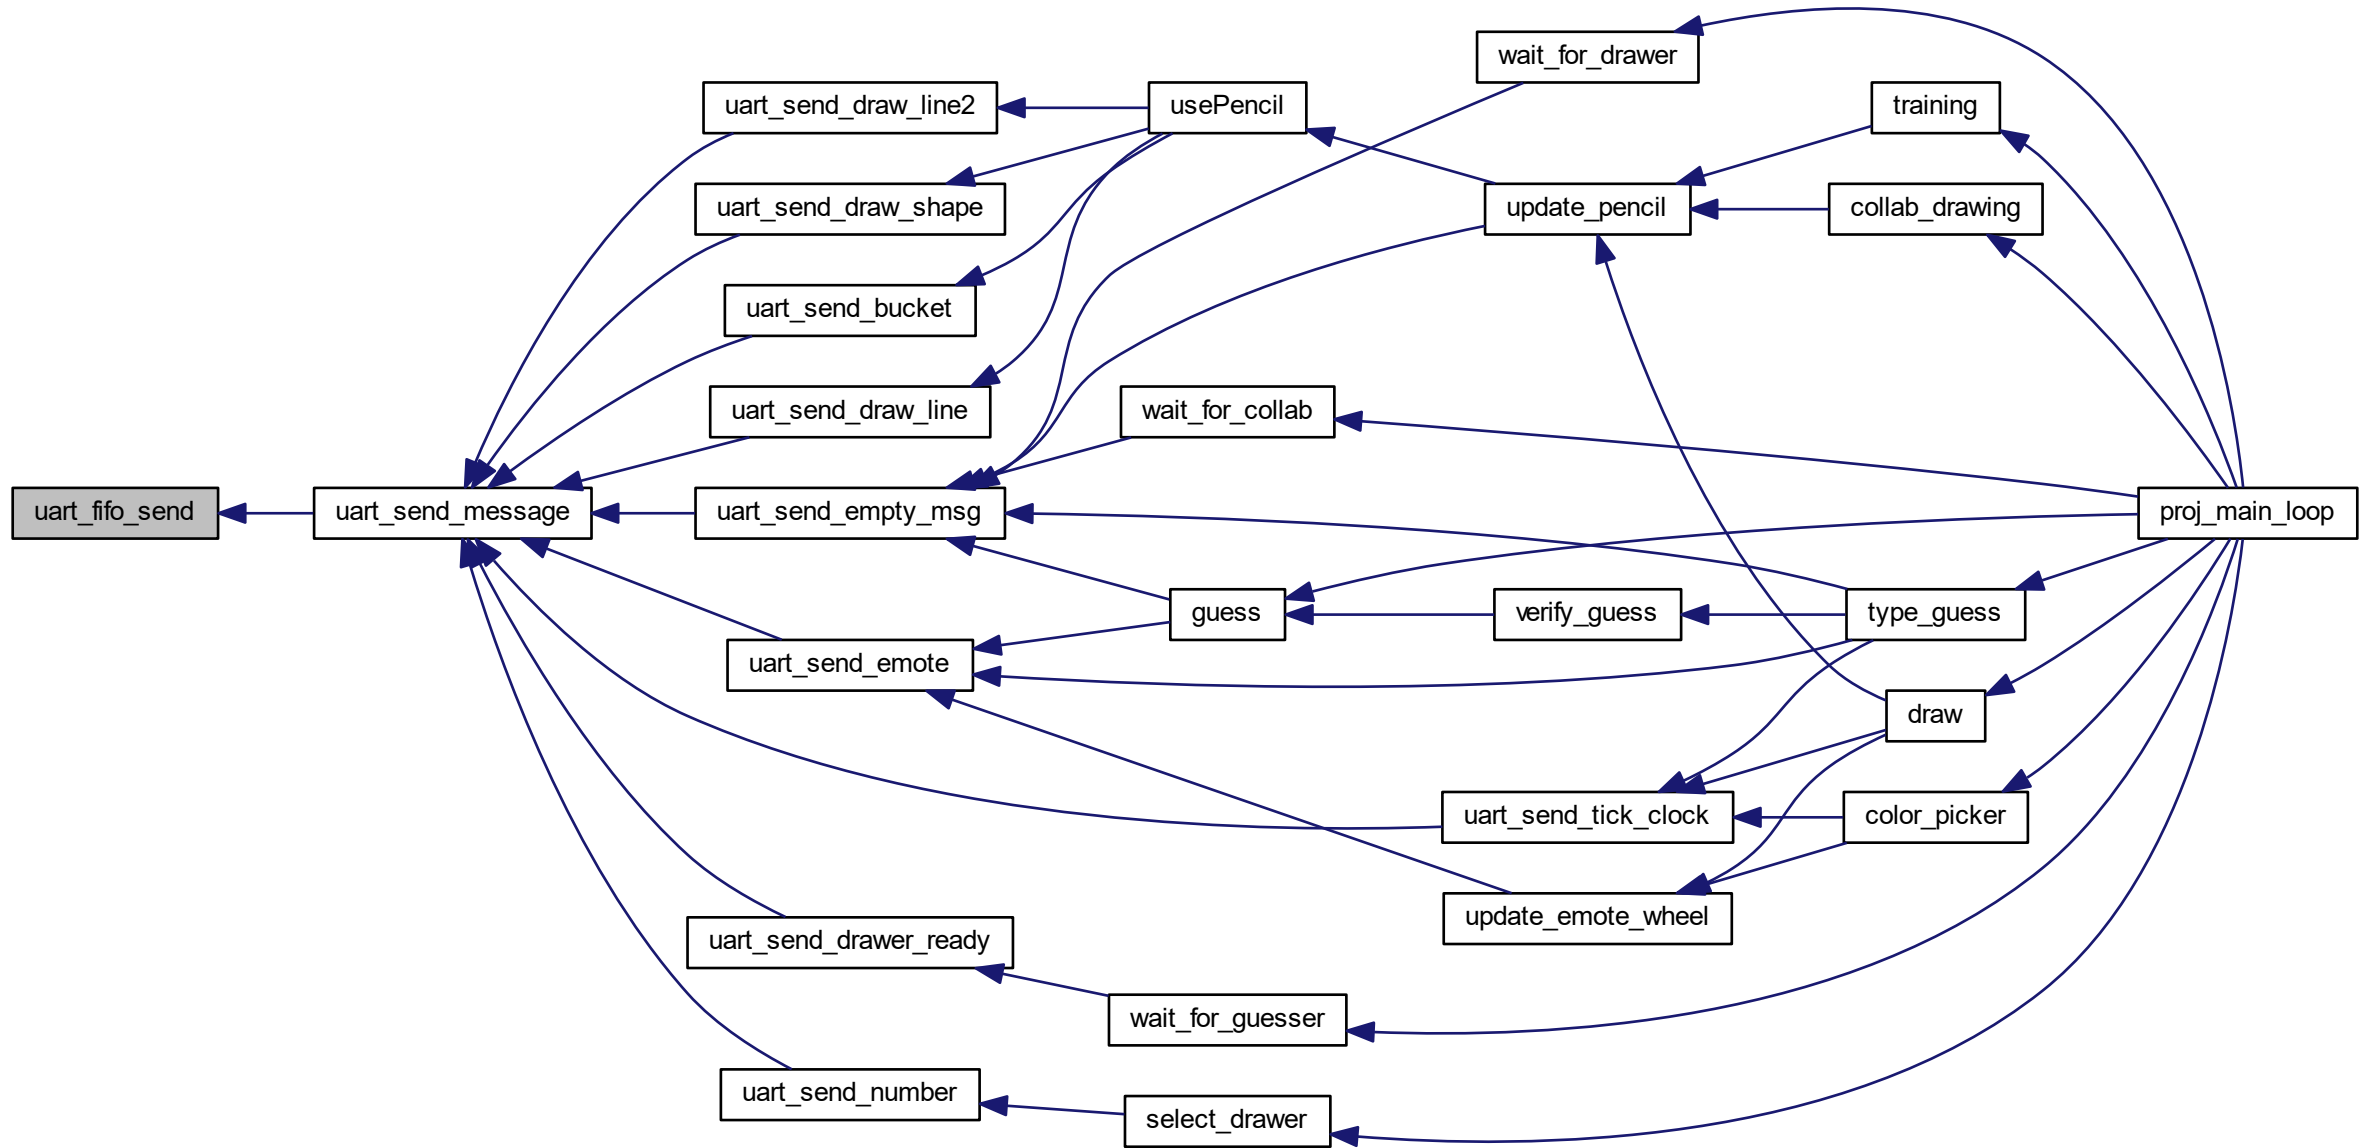 wait_for_drawer
uart_send_draw_line2
usePencil
training
uart_send_draw_shape
update_pencil
collab_drawing
uart_send_bucket
uart_send_draw_line
wait_for_collab
uart_fifo_send
uart_send_message
uart_send_empty_msg
proj_main_loop
guess
verify_guess
type_guess
uart_send_emote
draw
uart_send_tick_clock
color_picker
update_emote_wheel
uart_send_drawer_ready
wait_for_guesser
uart_send_number
select_drawer